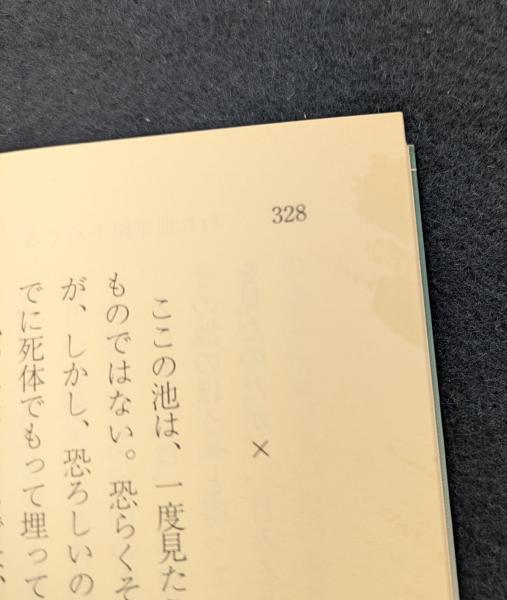 328
×
ここの池は、一度見た
ものではない。恐らくそ
が、しかし、恐ろしいの
でに死体でもって埋って